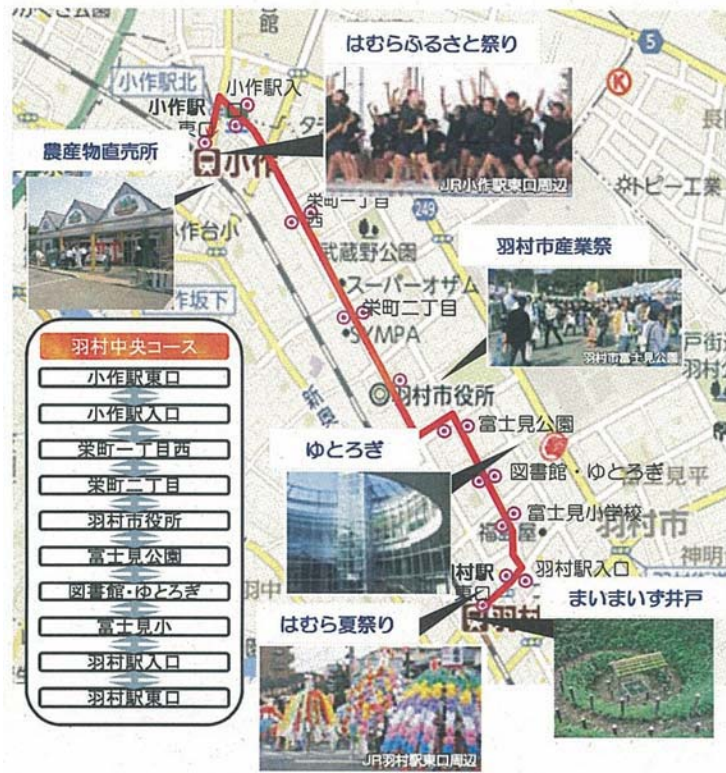 はむらふるさと祭り
5
小作駅北
小作駅入
小作駅
東口
小作
JR小作駅東口周辺
トピー工業
農産物直売所
栄町一丁目
西
249
武蔵野公園
羽村市産業祭
スーパーオザム
栄町二丁目
SYMPA
羽村市富士見公園
羽村市役所
羽村中央コース
小作駅東口
小作駅入口
栄町一丁目西
栄町二丁目
羽村市役所
富士見公園
図書館・ゆとろぎ
富士見小
羽村駅入口
羽村駅東口
富士見公園
ゆとろぎ
図書館・ゆとろぎ
富士見小学校
羽村市
神明
羽村駅入口
まいまいず井戸
はむら夏祭り
JR羽村駅東口周辺